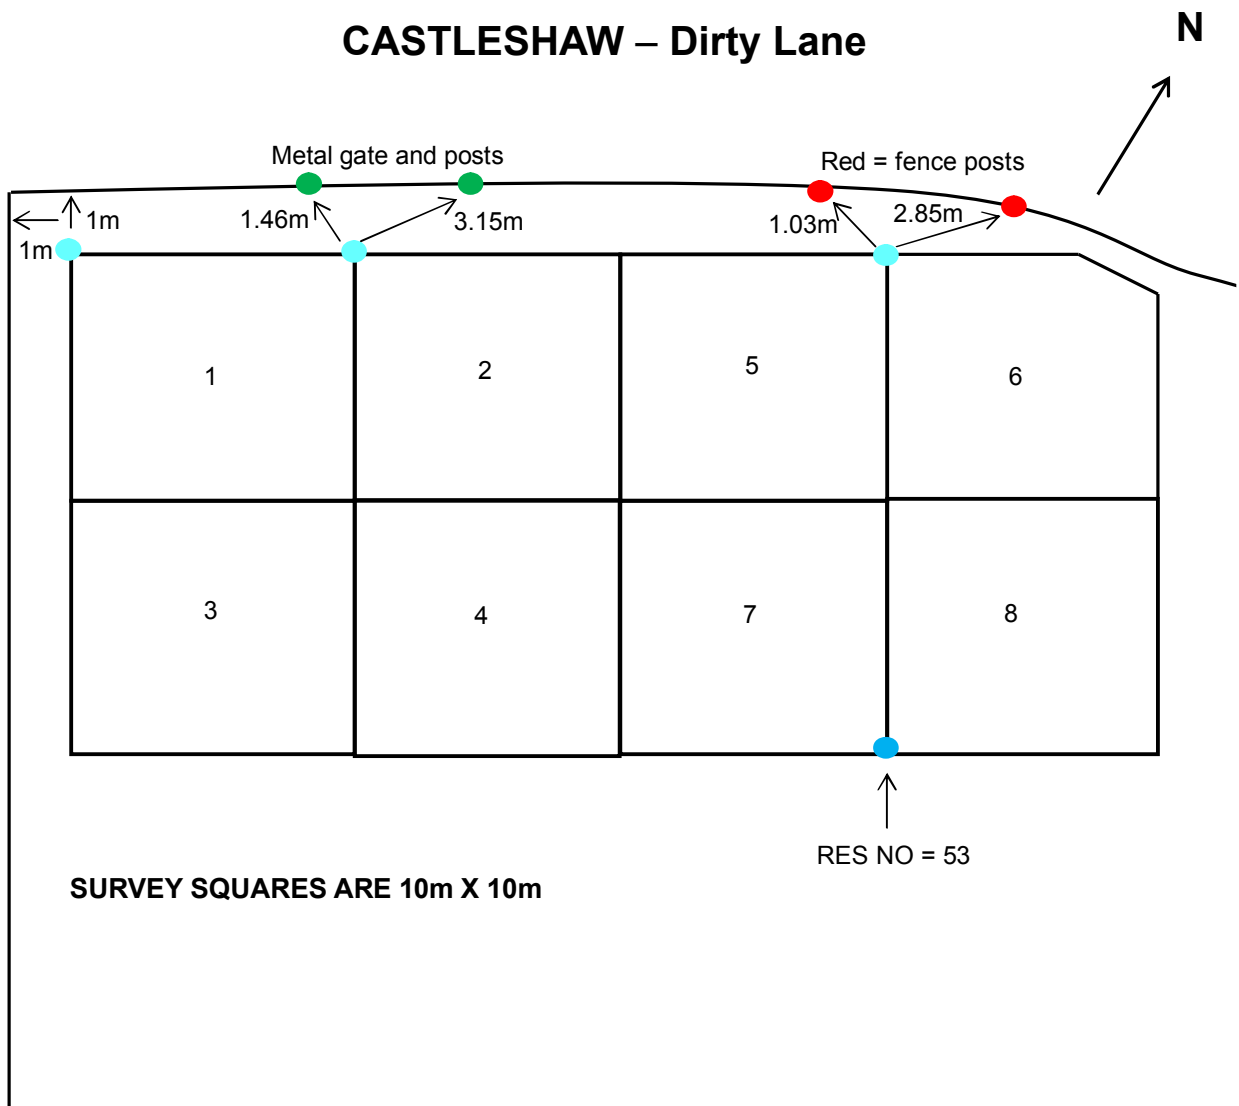 CASTLESHAW – Dirty Lane
N
Metal gate and posts
Red = fence posts
1m
1m
1.46m
3.15m
1.03m
2.85m
1
2
5
6
3
4
7
8
RES NO = 53
SURVEY SQUARES ARE 10m X 10m